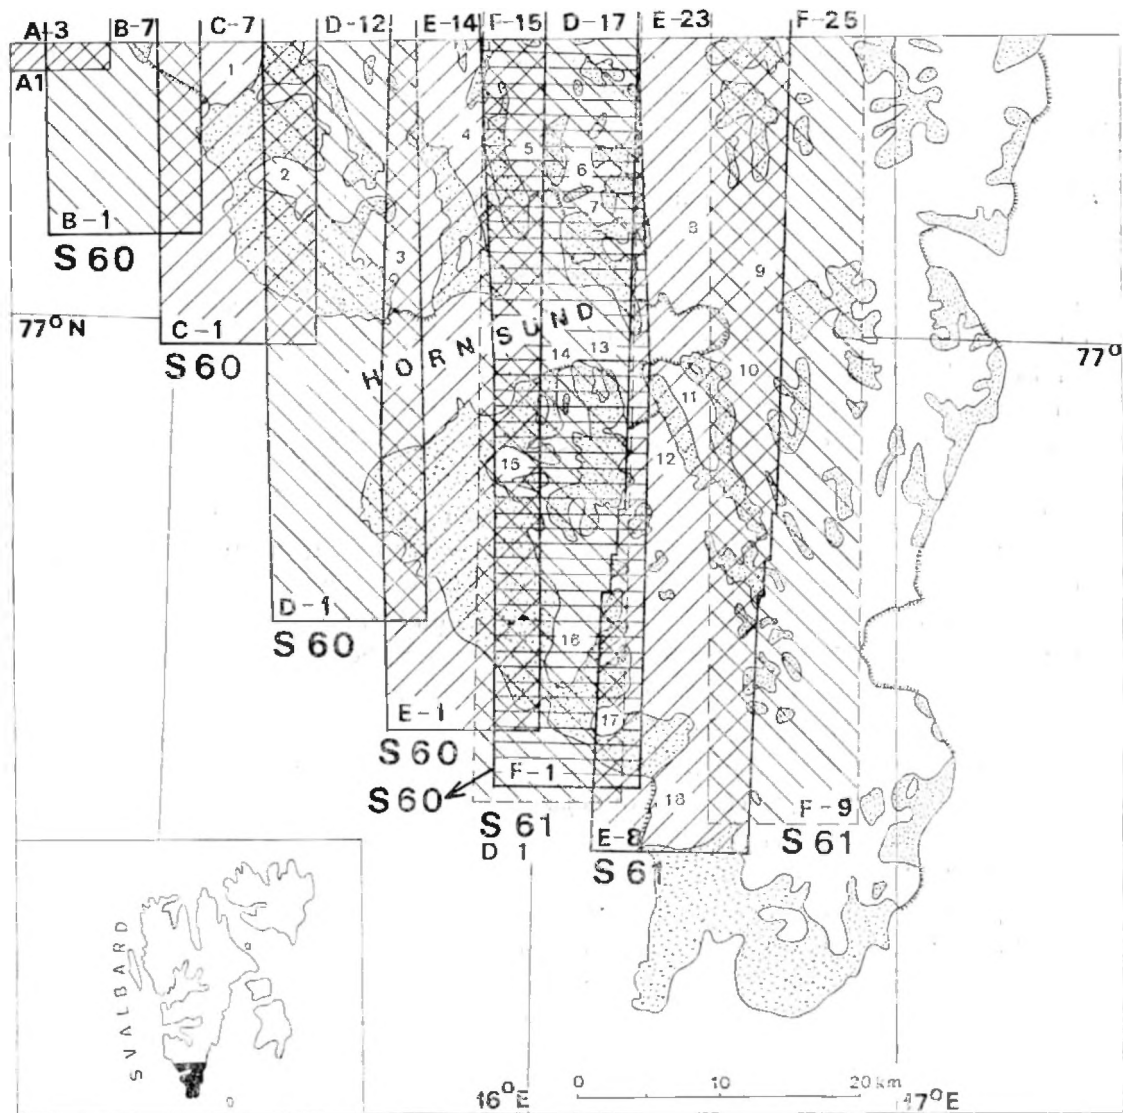 A-3 B-7 C-7 D-12 E-14 F-15 D-17 E-23 F-25
A1
1
2
3
4
5
6
7
8
9
B-1
S 60
77°N
C-1
S 60
HORN SUND
10
11
12
13
14
15
77°
D-1
S 60
16
17
18
E-1
S 60
F-1
S 60
S 61
D 1
E-8
S 61
F-9
S 61
SVALBARD
16°E
0 10 20 km
17°E